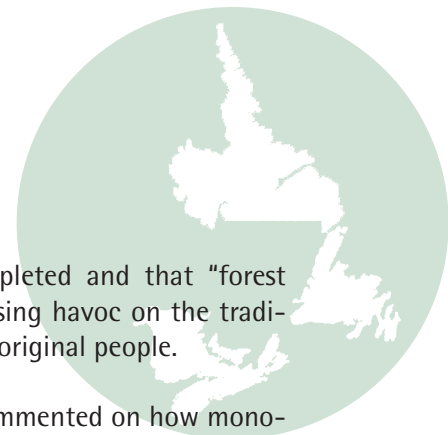 pleted and that "forest
sing havoc on the tradi-
original people.
mmented on how mono-